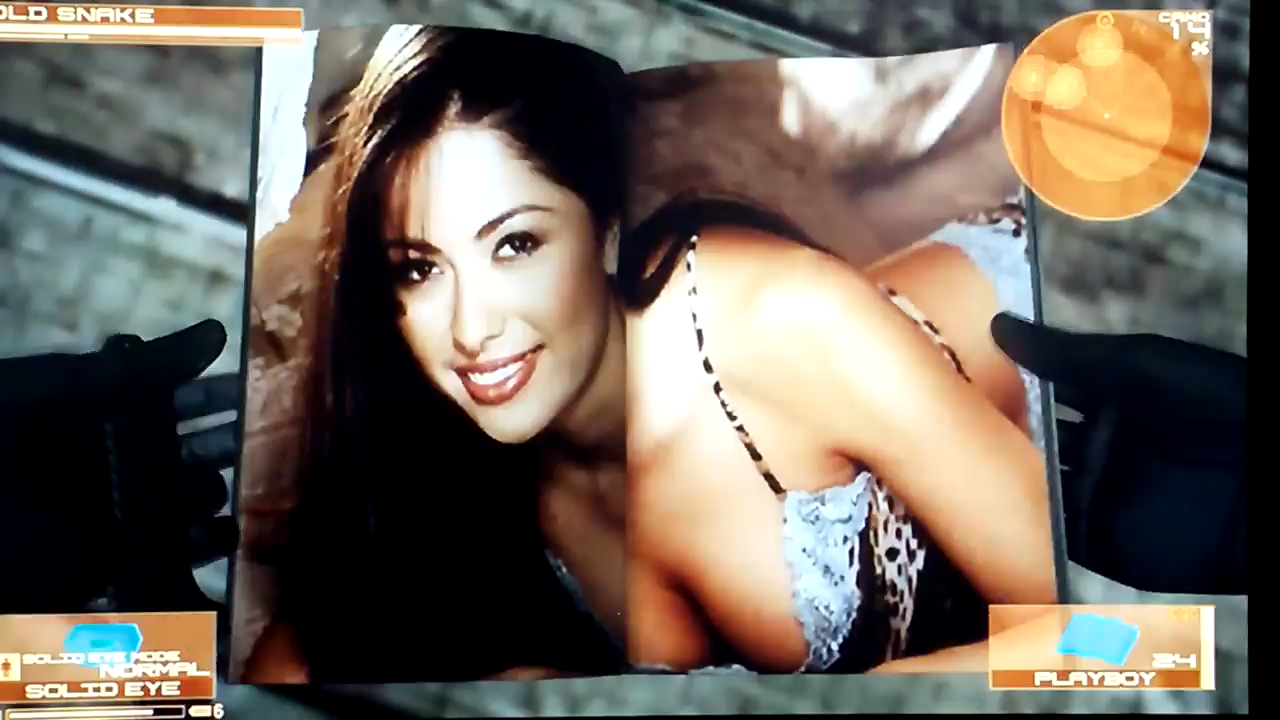 OLD SNAKE
CAMO
14
%
SOLID EYE MODE
NORMAL
SOLID EYE
6
24
PLAYBOY